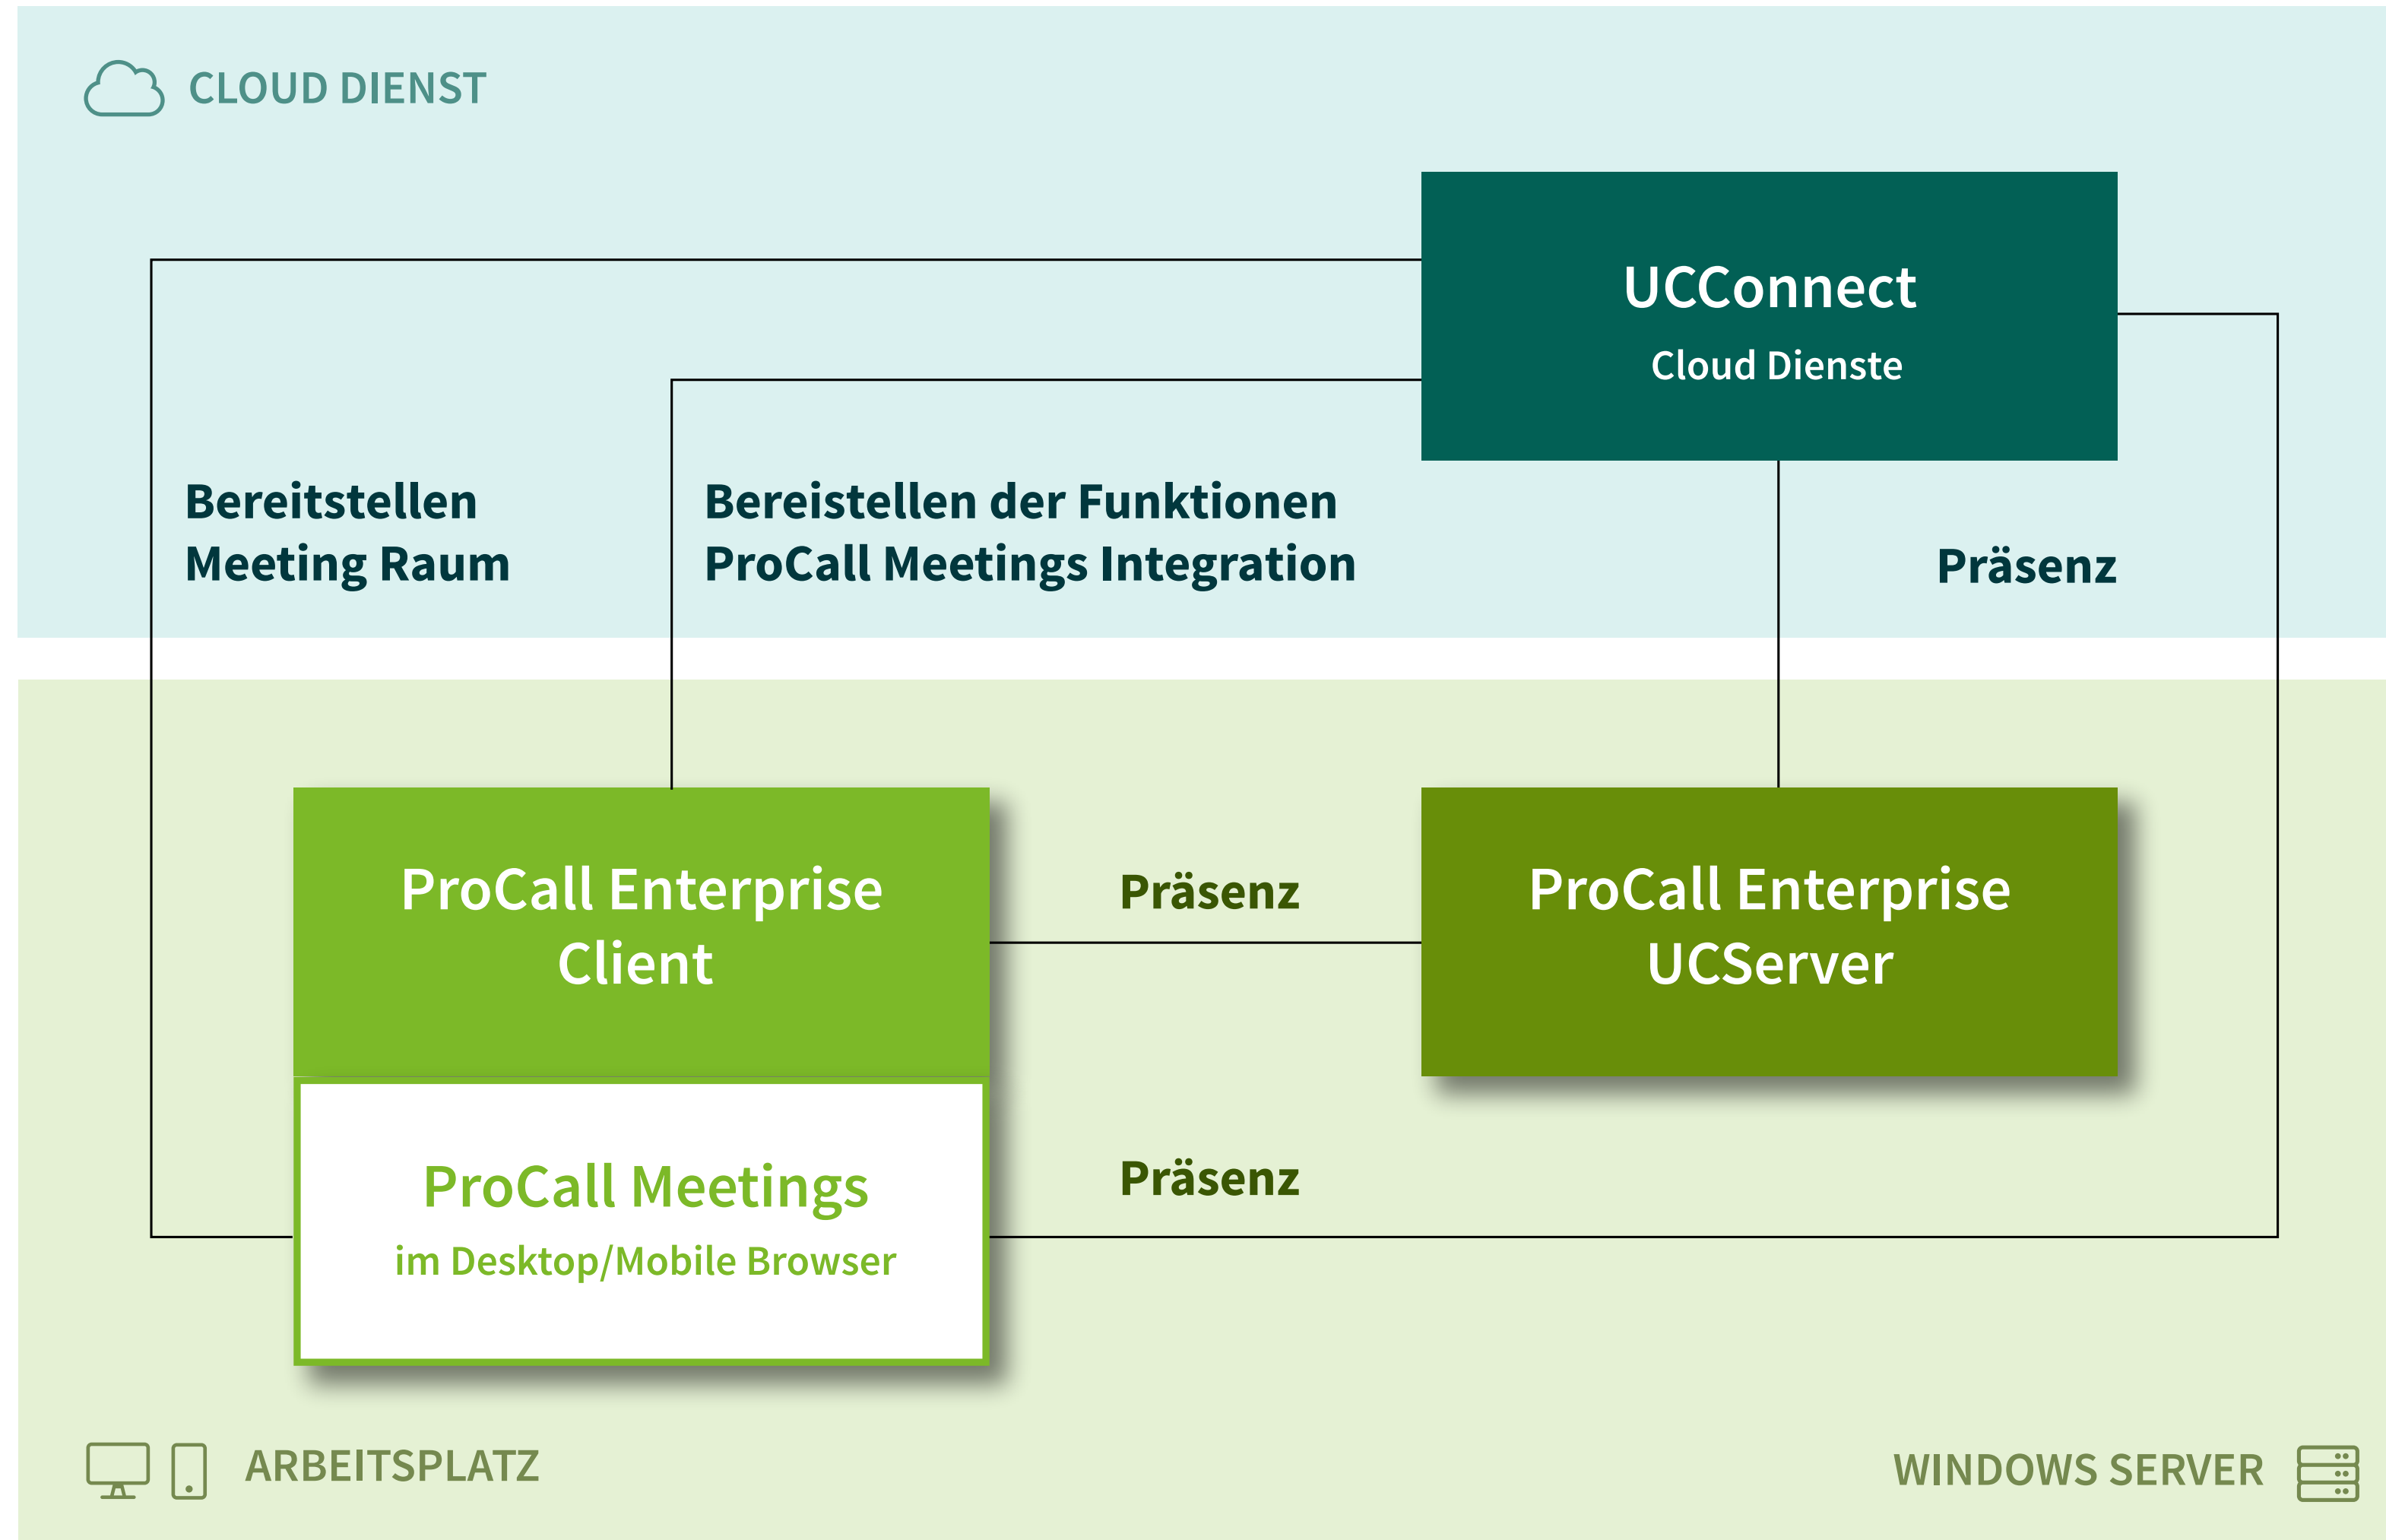 CLOUD DIENST
UCConnect
Cloud Dienste
Bereitstellen
Meeting Raum
Bereistellen der Funktionen
ProCall Meetings Integration
Präsenz
ProCall Enterprise
Client
Präsenz
ProCall Enterprise
UCServer
ProCall Meetings
im Desktop/Mobile Browser
Präsenz
ARBEITSPLATZ
WINDOWS SERVER